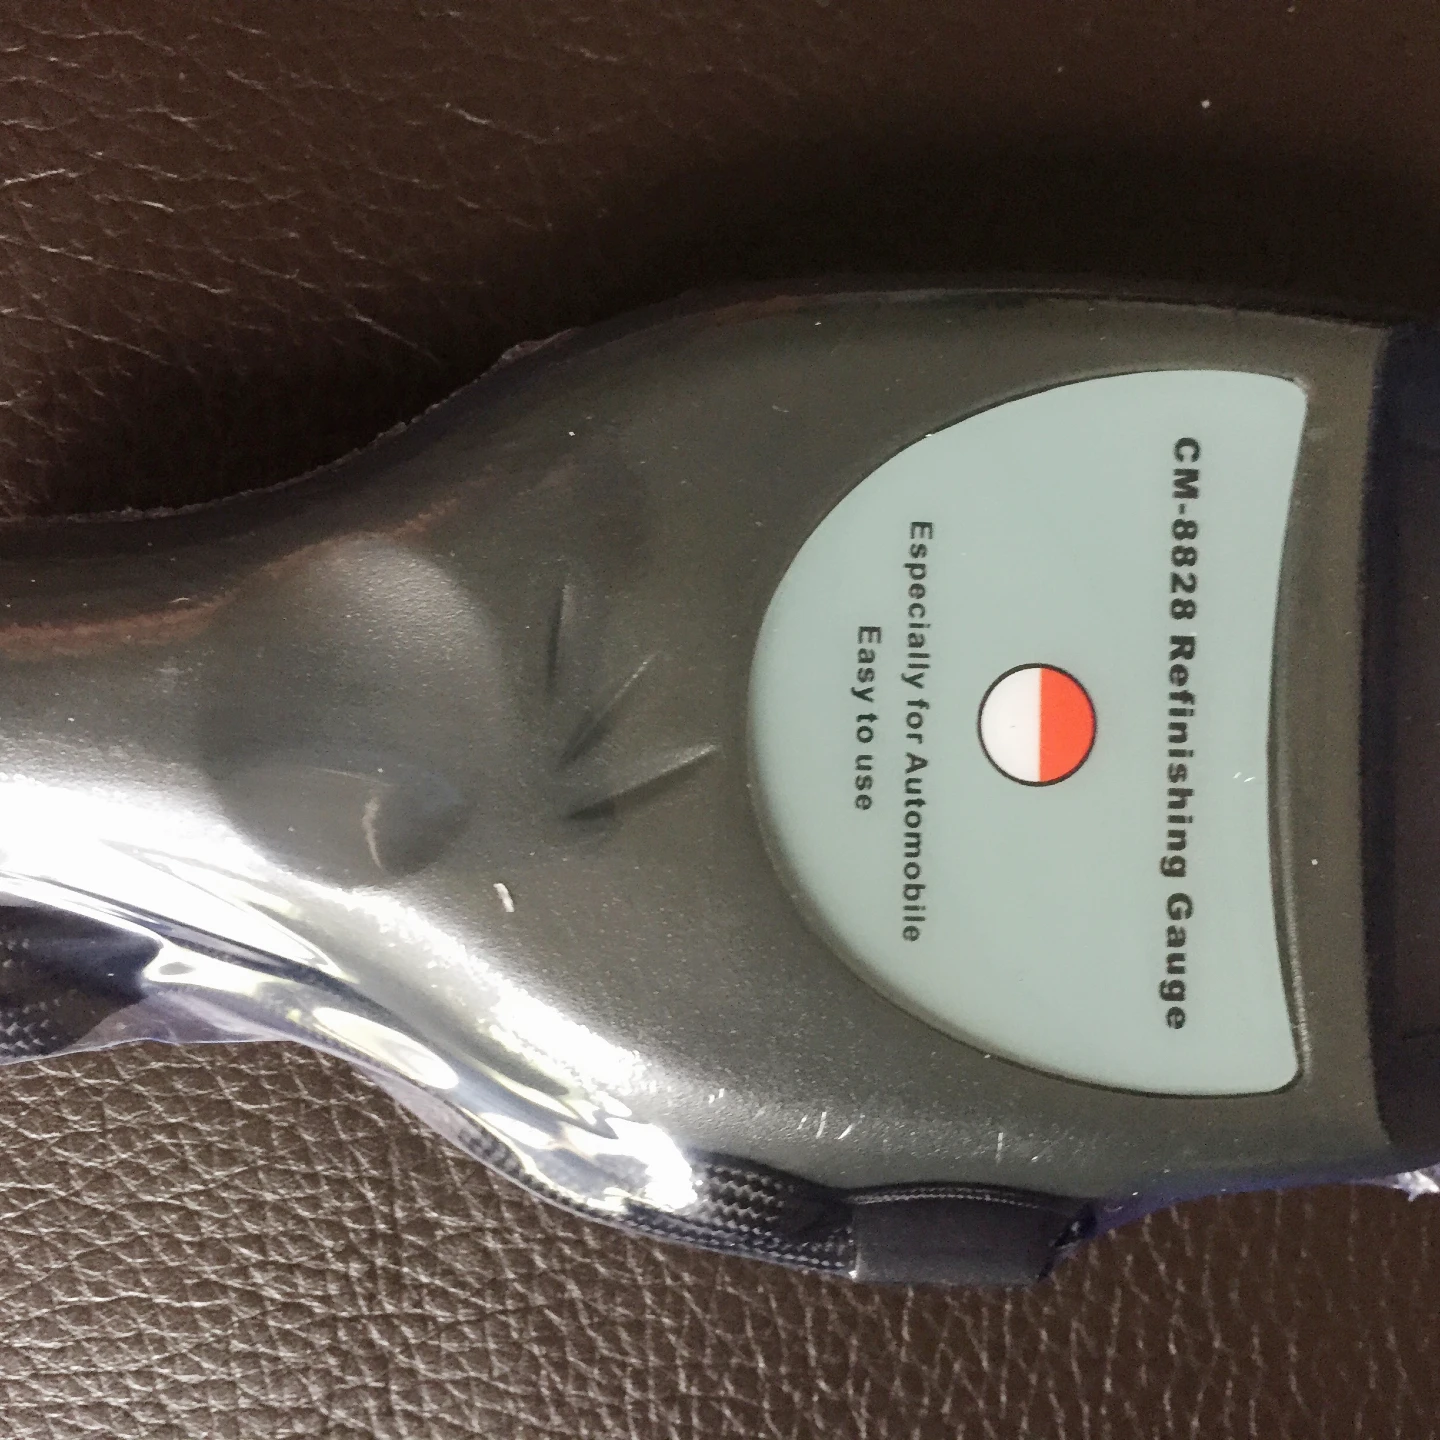 CM-8828 Refinishing Gauge
Especially for Automobile
Easy to use